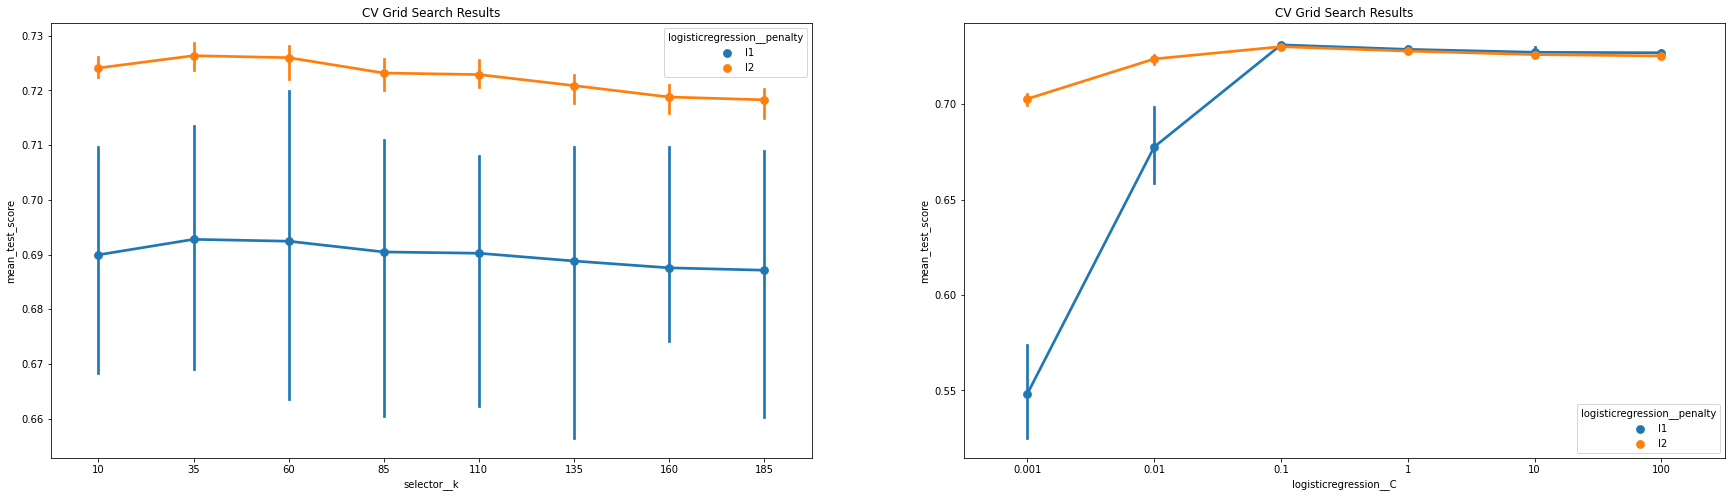 CV Grid Search Results
0.73
0.72
0.71
0.70
0.69
0.68
0.67
0.66
mean_test_score
10 35 60 85 110 135 160 185
selector__k
logisticregression__penalty
l1
l2
CV Grid Search Results
0.70
0.65
0.60
0.55
mean_test_score
0.001 0.01 0.1 1 10 100
logisticregression__C
logisticregression__penalty
l1
l2